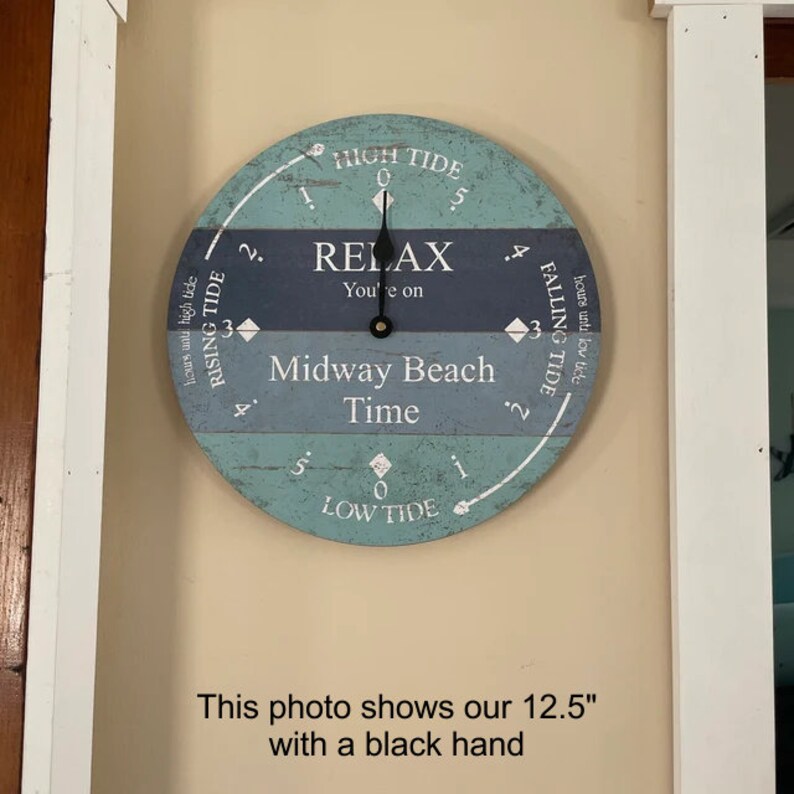 HIGH TIDE
0
1.
5.
2.
4.
RELAX
You're on
hours until high tide
RISING TIDE
3
3
FALLING TIDE
hours until low tide
Midway Beach
Time
4.
2.
5.
1.
0
LOW TIDE
This photo shows our 12.5"
with a black hand